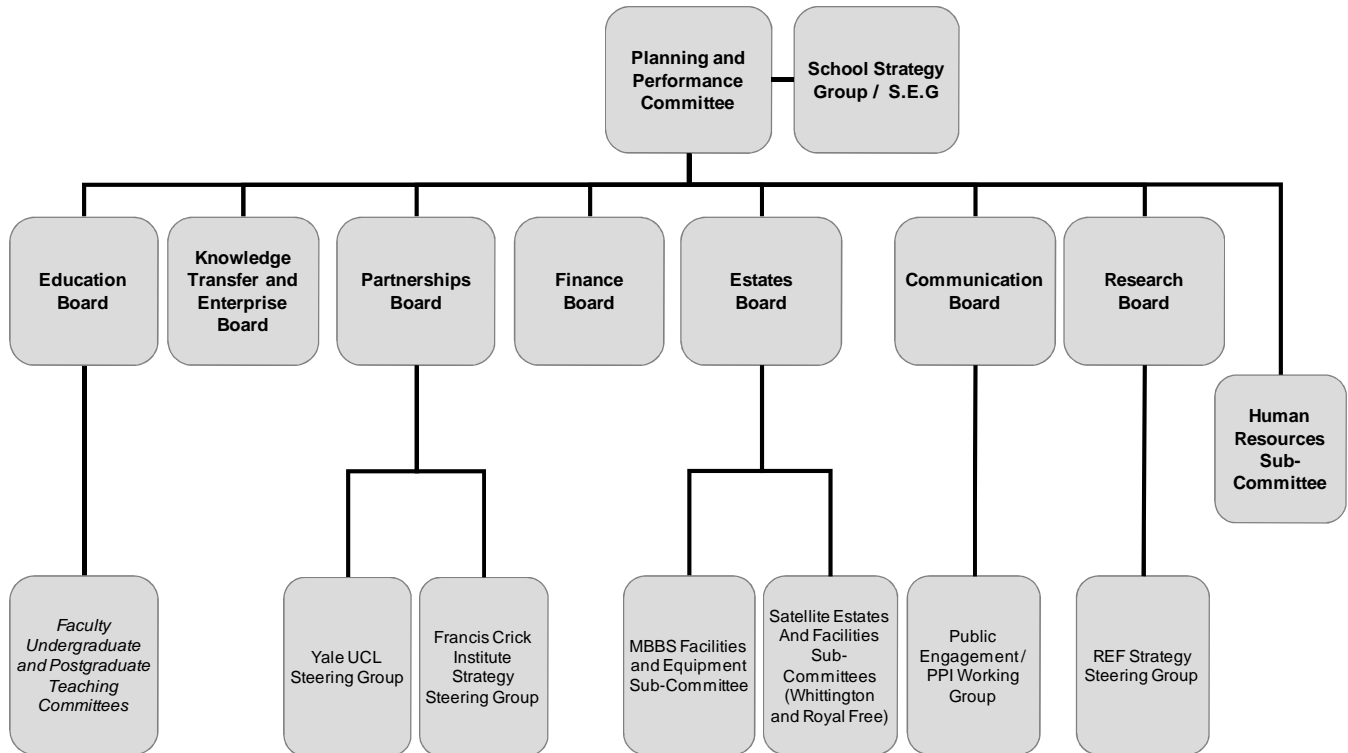 Planning and
Performance
Committee
School Strategy
Group / S.E.G
Education
Board
Knowledge
Transfer and
Enterprise
Board
Partnerships
Board
Finance
Board
Estates
Board
Communication
Board
Research
Board
Human
Resources
Sub-
Committee
Faculty
Undergraduate
and Postgraduate
Teaching
Committees
Yale UCL
Steering Group
Francis Crick
Institute
Strategy
Steering Group
MBBS Facilities
and Equipment
Sub-Committee
Satellite Estates
And Facilities
Sub-
Committees
(Whittington
and Royal Free)
Public
Engagement /
PPI Working
Group
REF Strategy
Steering Group